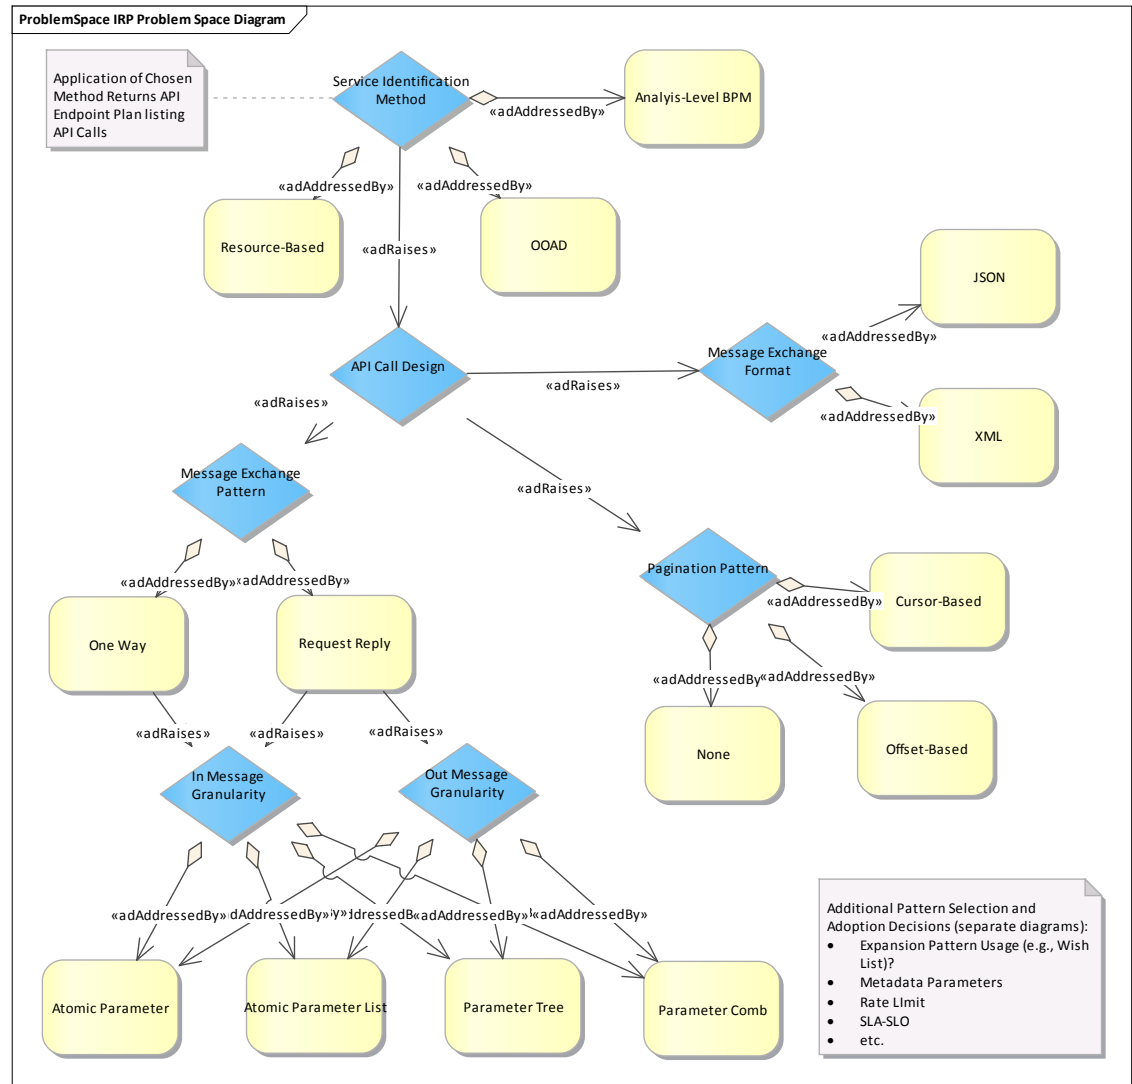 ProblemSpace IRP Problem Space Diagram
Application of Chosen
Method Returns API
Endpoint Plan listing
API Calls
Service Identification
Method
«adAddressedBy»
Analyis-Level BPM
«adAddressedBy»
«adAddressedBy»
Resource-Based
«adRaises»
OOAD
JSON
«adAddressedBy»
API Call Design
«adRaises»
Message Exchange
Format
«adRaises»
«adAddressedBy»
XML
Message Exchange
Pattern
«adRaises»
«adAddressedBy»
adAddressedBy»
Pagination Pattern
«adAddressedBy»
Cursor-Based
One Way
Request Reply
«adAddressedBy»
«adAddressedBy»
«adRaises»
«adRaises»
«adRaises»
None
Offset-Based
In Message
Granularity
Out Message
Granularity
«adAddressedBy»
dAddressedBy»
«adAddressedBy»
«adAddressedBy»
Atomic Parameter
Atomic Parameter List
Parameter Tree
Parameter Comb
Additional Pattern Selection and
Adoption Decisions (separate diagrams):
• Expansion Pattern Usage (e.g., Wish
List)?
• Metadata Parameters
• Rate LImit
• SLA-SLO
• etc.